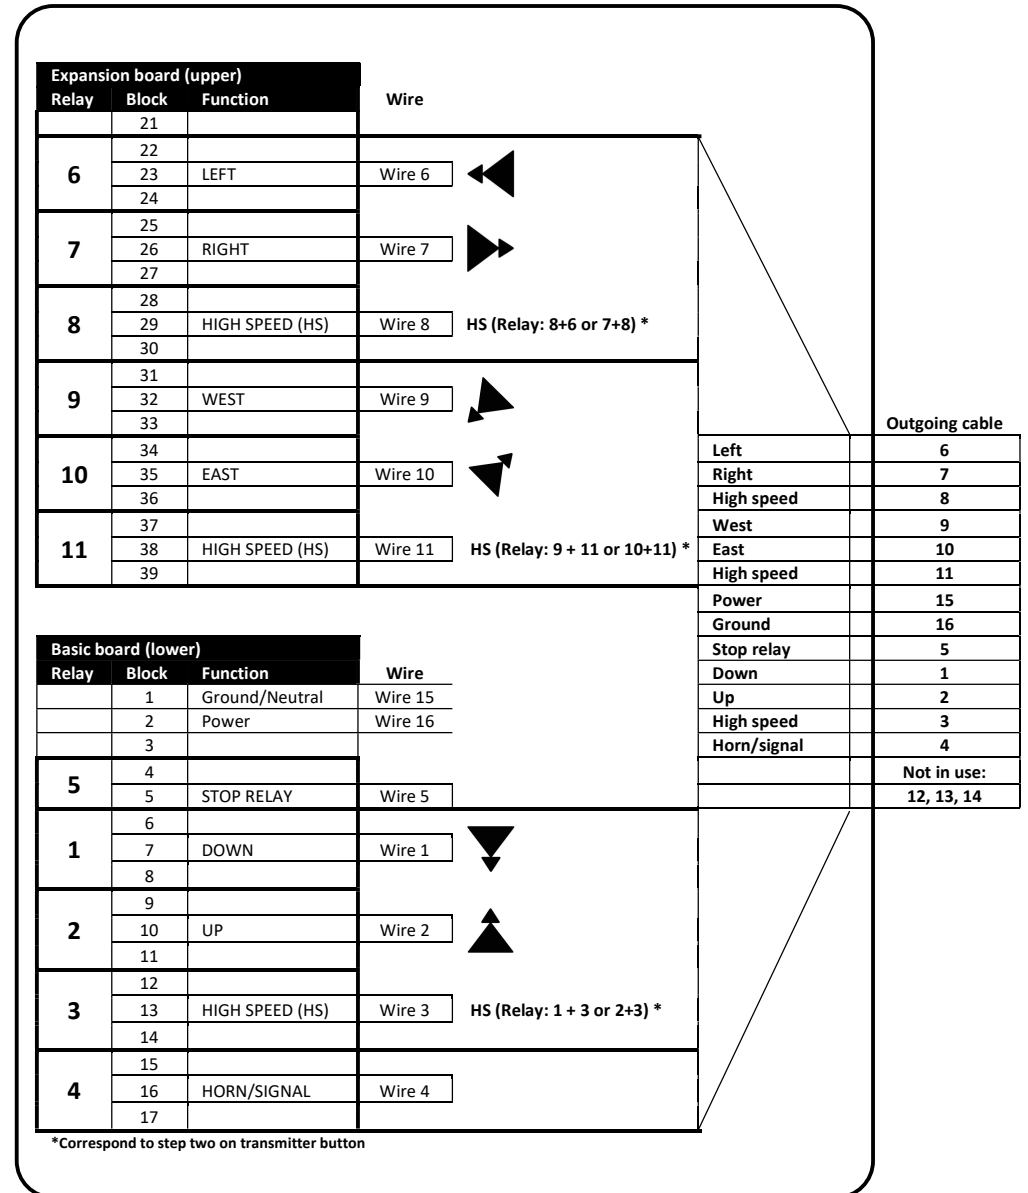 Expansion board (upper)
Relay Block Function Wire
21
22
6 23 LEFT Wire 6
24
25
7 26 RIGHT Wire 7
27
28
8 29 HIGH SPEED (HS) Wire 8 HS (Relay: 8+6 or 7+8) *
30
31
9 32 WEST Wire 9
33
34
10 35 EAST Wire 10
36
37
11 38 HIGH SPEED (HS) Wire 11 HS (Relay: 9 + 11 or 10+11) *
39
Basic board (lower)
Relay Block Function Wire
1 Ground/Neutral Wire 15
2 Power Wire 16
3
4
5
5 STOP RELAY Wire 5
6
1 7 DOWN Wire 1
8
9
2 10 UP Wire 2
11
12
3 13 HIGH SPEED (HS) Wire 3 HS (Relay: 1 + 3 or 2+3) *
14
15
4 16 HORN/SIGNAL Wire 4
17
*Correspond to step two on transmitter button
Outgoing cable
Left 6
Right 7
High speed 8
West 9
East 10
High speed 11
Power 15
Ground 16
Stop relay 5
Down 1
Up 2
High speed 3
Horn/signal 4
Not in use:
12, 13, 14